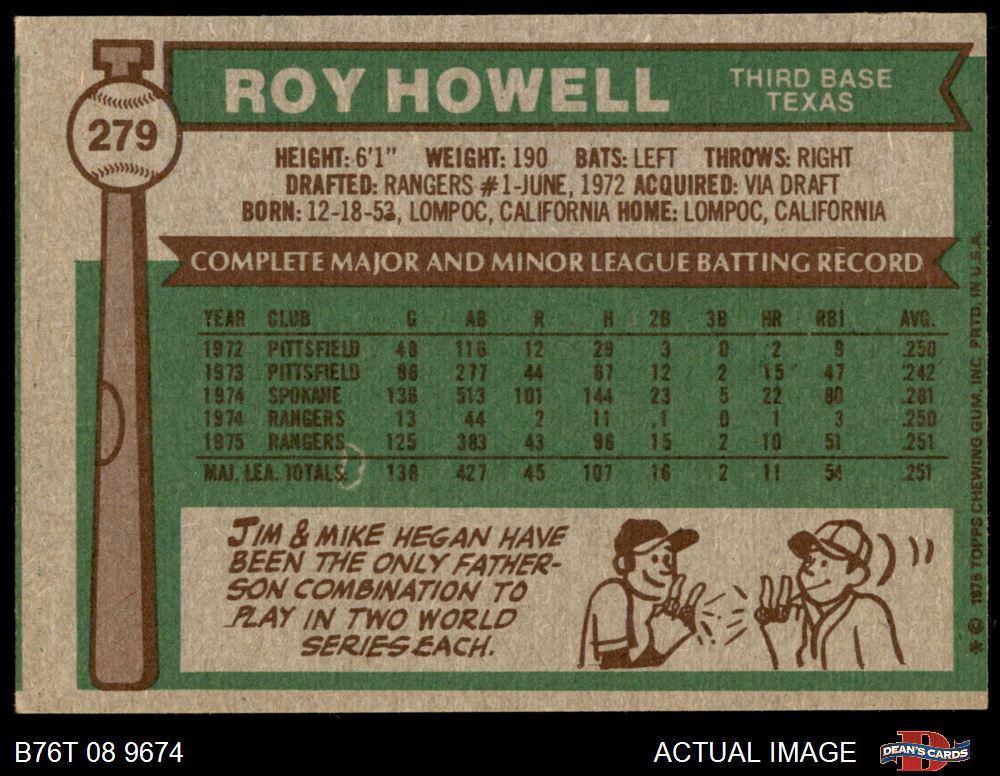 T
279
ROY HOWELL
THIRD BASE
TEXAS
HEIGHT: 6'1" WEIGHT: 190 BATS: LEFT THROWS: RIGHT
DRAFTED: RANGERS #1-JUNE, 1972 ACQUIRED: VIA DRAFT
BORN: 12-18-53, LOMPOC, CALIFORNIA HOME: LOMPOC, CALIFORNIA
COMPLETE MAJOR AND MINOR LEAGUE BATTING RECORD
YEAR CLUB G AB R H 2B 3B HR RBI AVG.
1972 PITTSFIELD 48 116 12 29 3 0 2 9 .250
1973 PITTSFIELD 96 277 44 67 12 2 15 47 .242
1974 SPOKANE 136 513 101 144 23 5 22 80 .281
1974 RANGERS 13 44 2 11 1 0 1 3 .250
1975 RANGERS 125 383 43 96 15 2 10 51 .251
MAJ. LEA. TOTALS 138 427 45 107 16 2 11 54 .251
JIM & MIKE HEGAN HAVE
BEEN THE ONLY FATHER-
SON COMBINATION TO
PLAY IN TWO WORLD
SERIES EACH.
* © 1976 TOPPS CHEWING GUM, INC. PRTD. IN U.S.A.
B76T 08 9674
ACTUAL IMAGE
DEAN'S CARDS